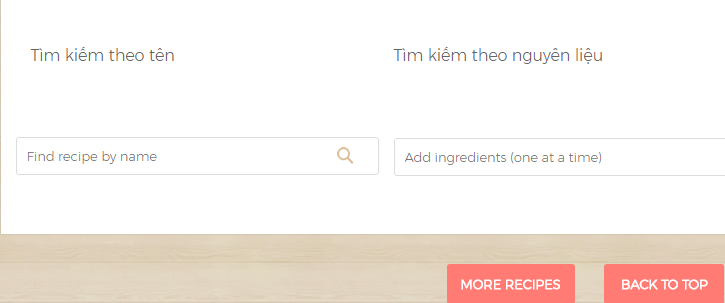 Tìm kiếm theo tên
Tìm kiếm theo nguyên liệu
Find recipe by name
Add ingredients (one at a time)
MORE RECIPES
BACK TO TOP